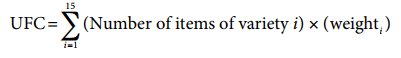 UFC = ∑_{i=1}^{15} (Number of items of variety i) × (weight_i)